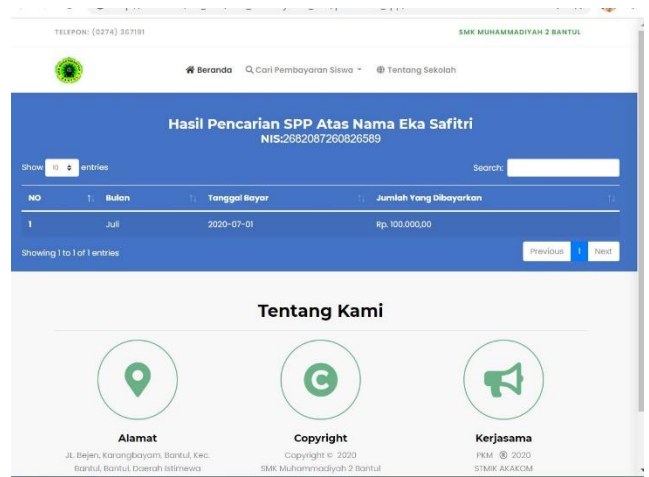 TELEPON: (0274) 367191
SMK MUHAMMADIYAH 2 BANTUL
Beranda
Cari Pembayaran Siswa
Tentang Sekolah
Hasil Pencarian SPP Atas Nama Eka Safitri
NIS:2682087260826589
Show 10 entries
Search:
NO Bulan Tanggal Bayar Jumlah Yang Dibayarkan
1 Juli 2020-07-01 Rp. 100.000,00
Showing 1 to 1 of 1 entries
Previous 1 Next
Tentang Kami
Alamat
JL. Bejen, Karangbayam, Bantul, Kec.
Bantul, Bantul, Daerah Istimewa
Copyright
Copyright © 2020
SMK Muhammadiyah 2 Bantul
Kerjasama
PKM ® 2020
STMIK AKAKOM